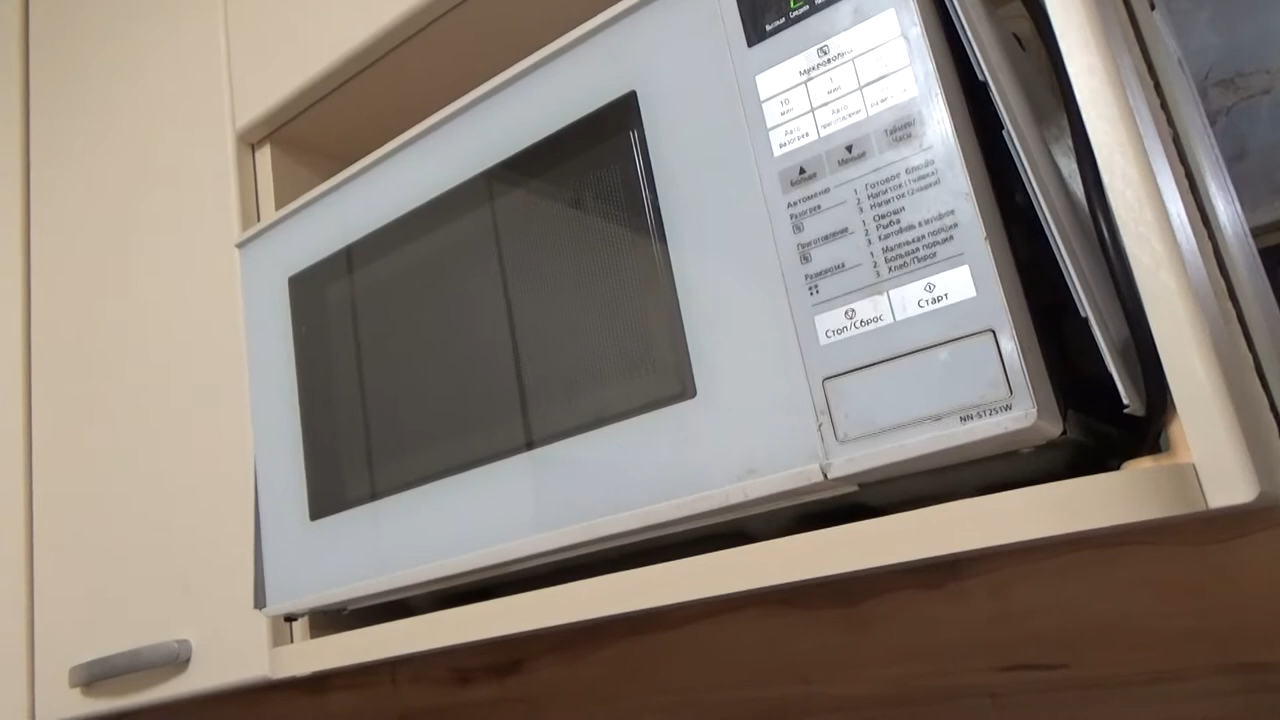 Высокая Средняя
Микроволны
10 мин
1 мин
Авто разогрев
Авто приготовление
Больше
Меньше
Таймер/Часы
Автоменю
Разогрев
1. Готовое блюдо
2. Напиток (1 чашка)
3. Напиток (2 чашки)
Приготовление
1. Овощи
2. Рыба
3. Картофель в мундире
Разморозка
1. Маленькая порция
2. Большая порция
3. Хлеб/Пирог
Стоп/Сброс
Старт
NN-ST251W